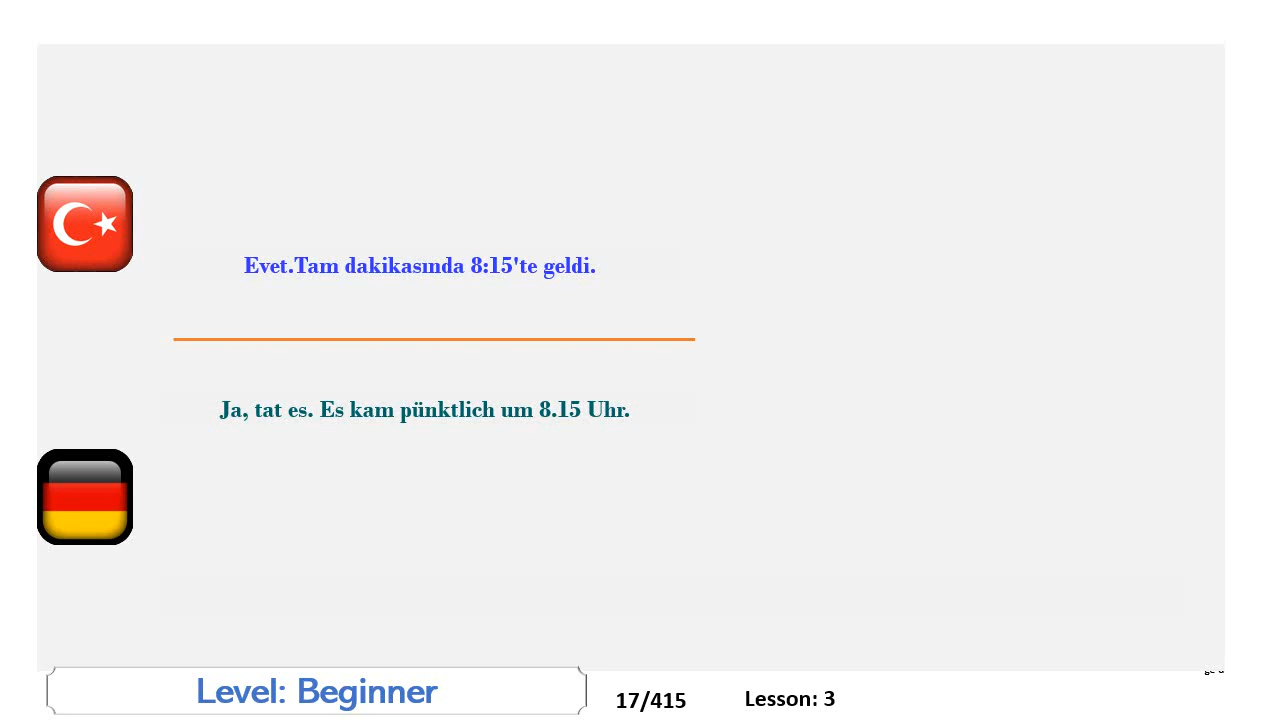 Evet.Tam dakikasında 8:15'te geldi.
Ja, tat es. Es kam pünktlich um 8.15 Uhr.
Level: Beginner
17/415
Lesson: 3